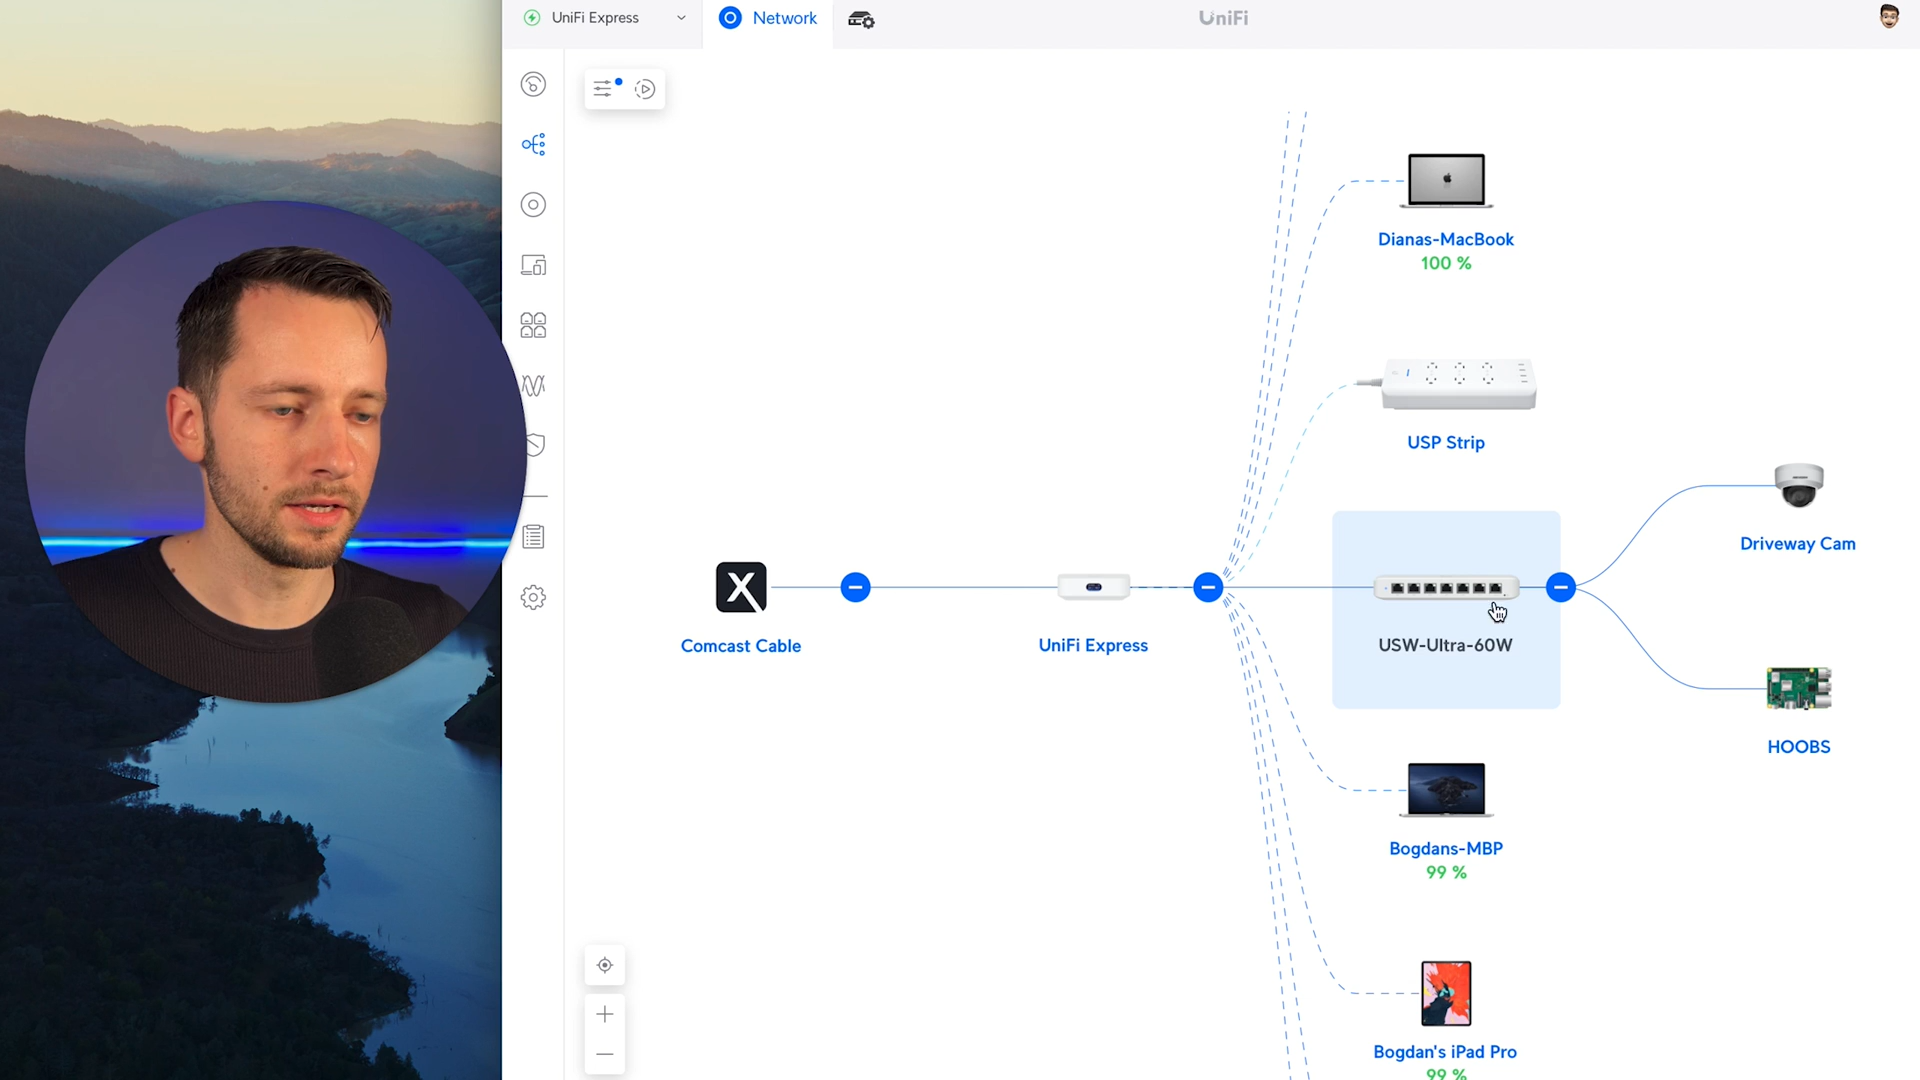 UniFi Express
Network
UniFi
Dianas-MacBook
100 %
USP Strip
Driveway Cam
Comcast Cable
UniFi Express
USW-Ultra-60W
HOOBS
Bogdans-MBP
99 %
Bogdan's iPad Pro
99 %